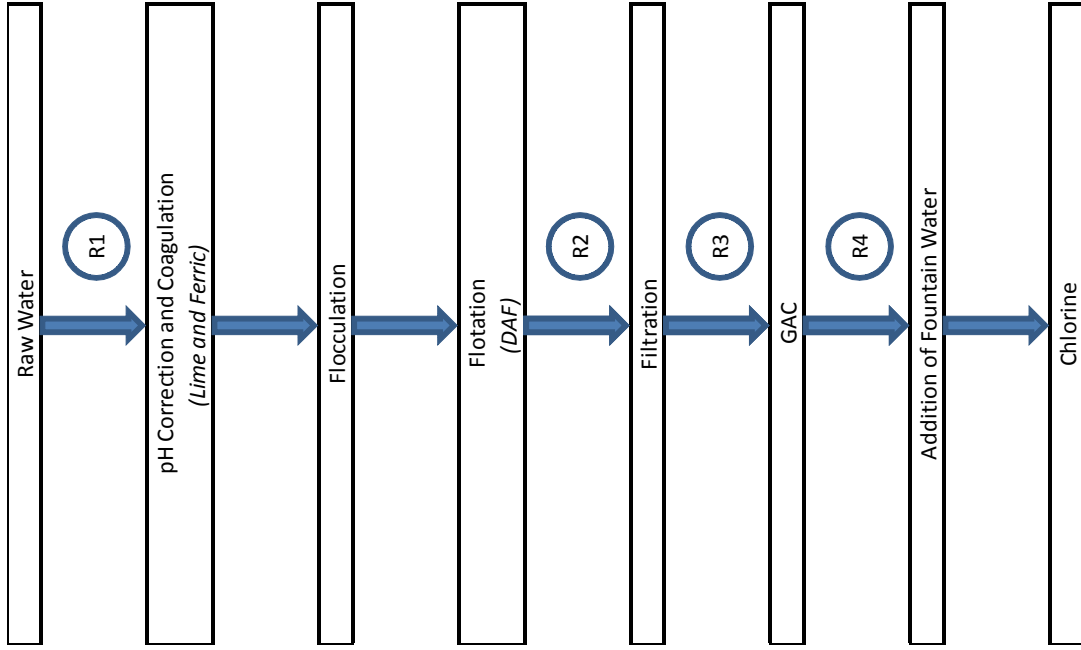 Raw Water
R1
pH Correction and Coagulation
(Lime and Ferric)
Flocculation
Flotation
(DAF)
R2
Filtration
R3
GAC
R4
Addition of Fountain Water
Chlorine